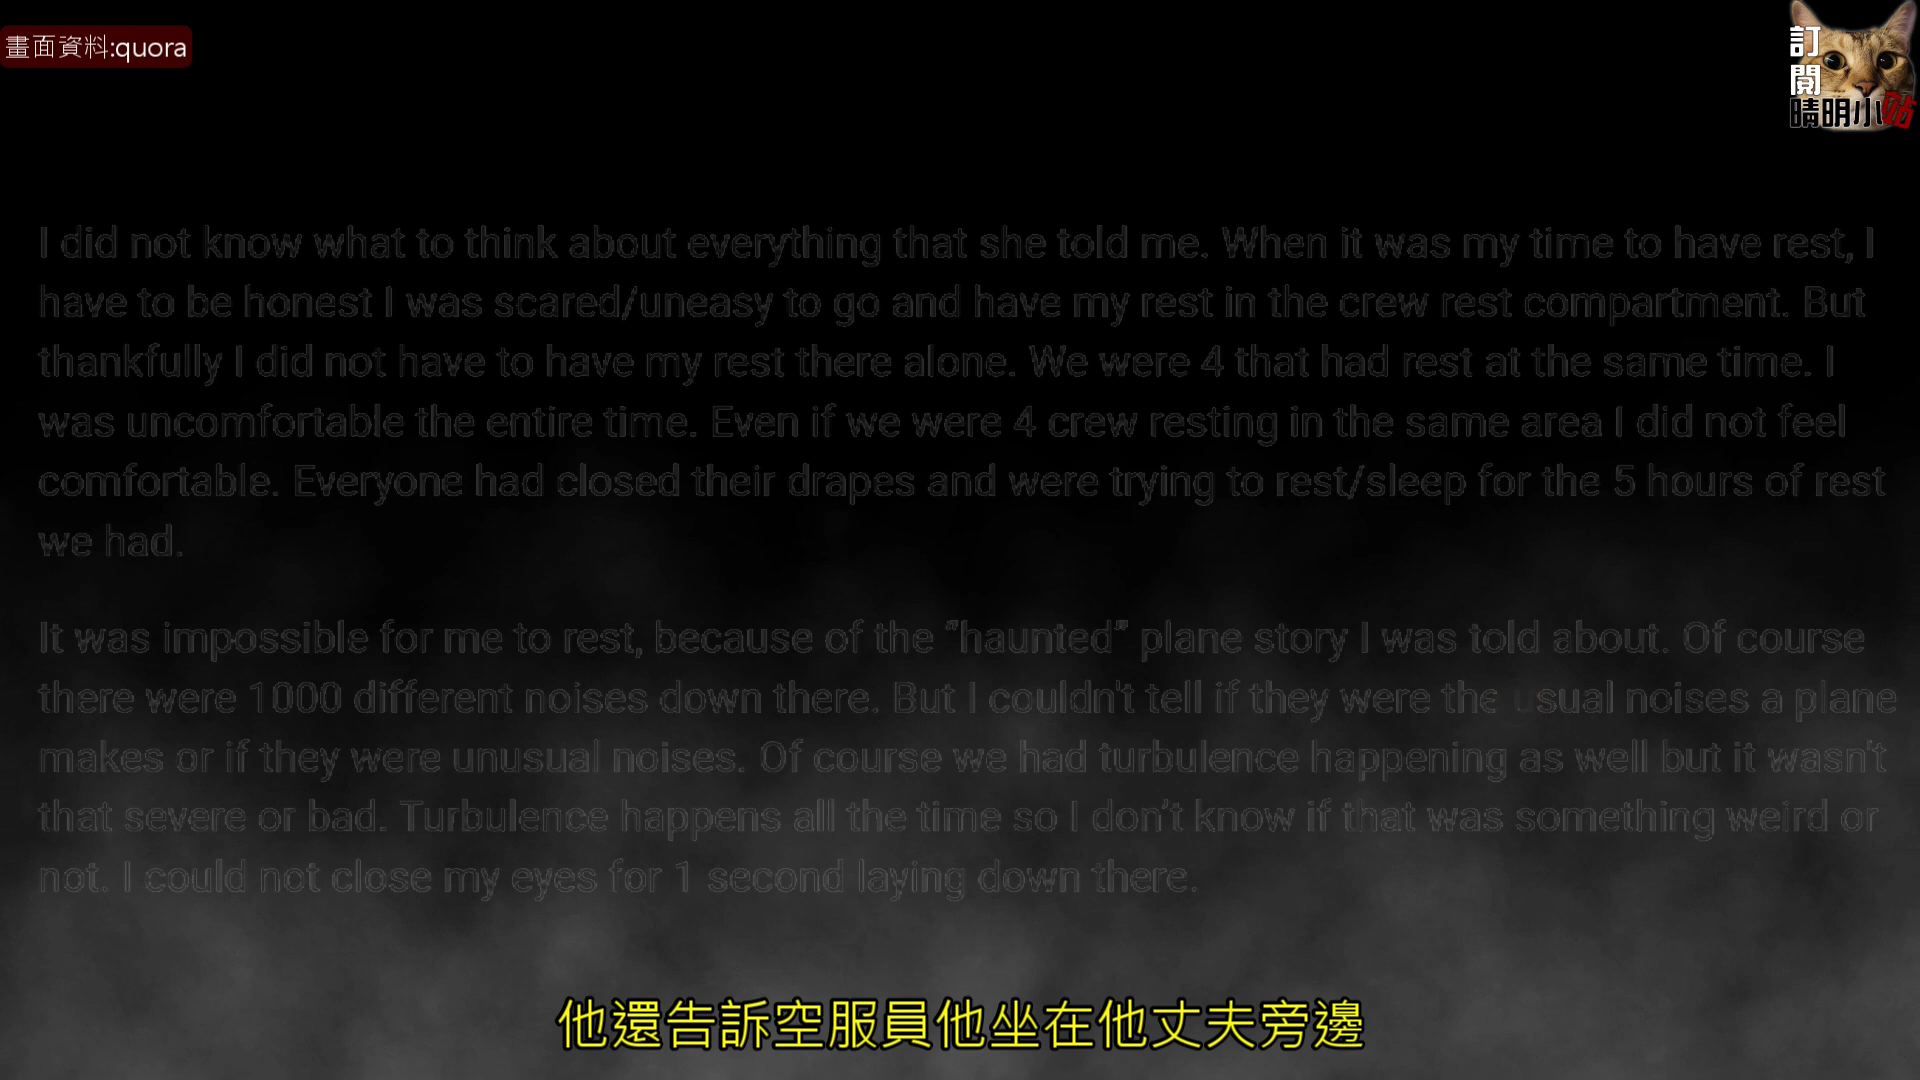 畫面資料:quora
訂
閱
晴明小站
I did not know what to think about everything that she told me. When it was my time to have rest, I
have to be honest I was scared/uneasy to go and have my rest in the crew rest compartment. But
thankfully I did not have to have my rest there alone. We were 4 that had rest at the same time. I
was uncomfortable the entire time. Even if we were 4 crew resting in the same area I did not feel
comfortable. Everyone had closed their drapes and were trying to rest/sleep for the 5 hours of rest
we had.
It was impossible for me to rest, because of the “haunted” plane story I was told about. Of course
there were 1000 different noises down there. But I couldn't tell if they were the usual noises a plane
makes or if they were unusual noises. Of course we had turbulence happening as well but it wasn't
that severe or bad. Turbulence happens all the time so I don't know if that was something weird or
not. I could not close my eyes for 1 second laying down there.
他還告訴空服員他坐在他丈夫旁邊